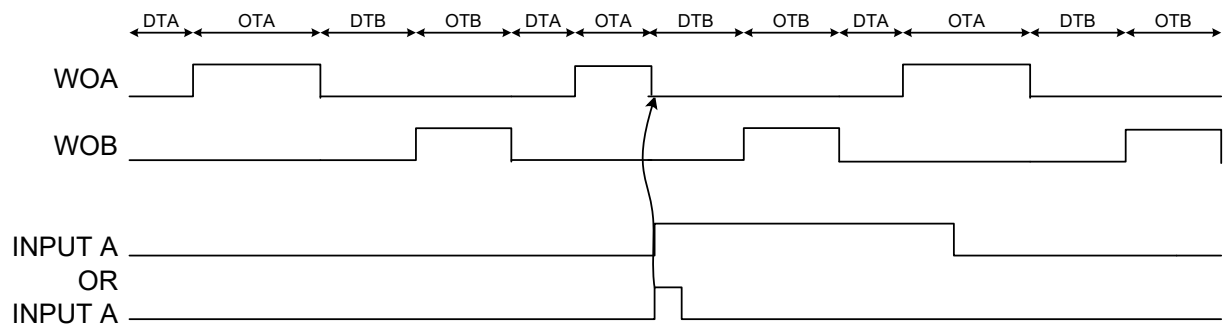 DTA OTA DTB OTB DTA OTA DTB OTB DTA OTA DTB OTB
WOA
WOB
INPUT A
OR
INPUT A